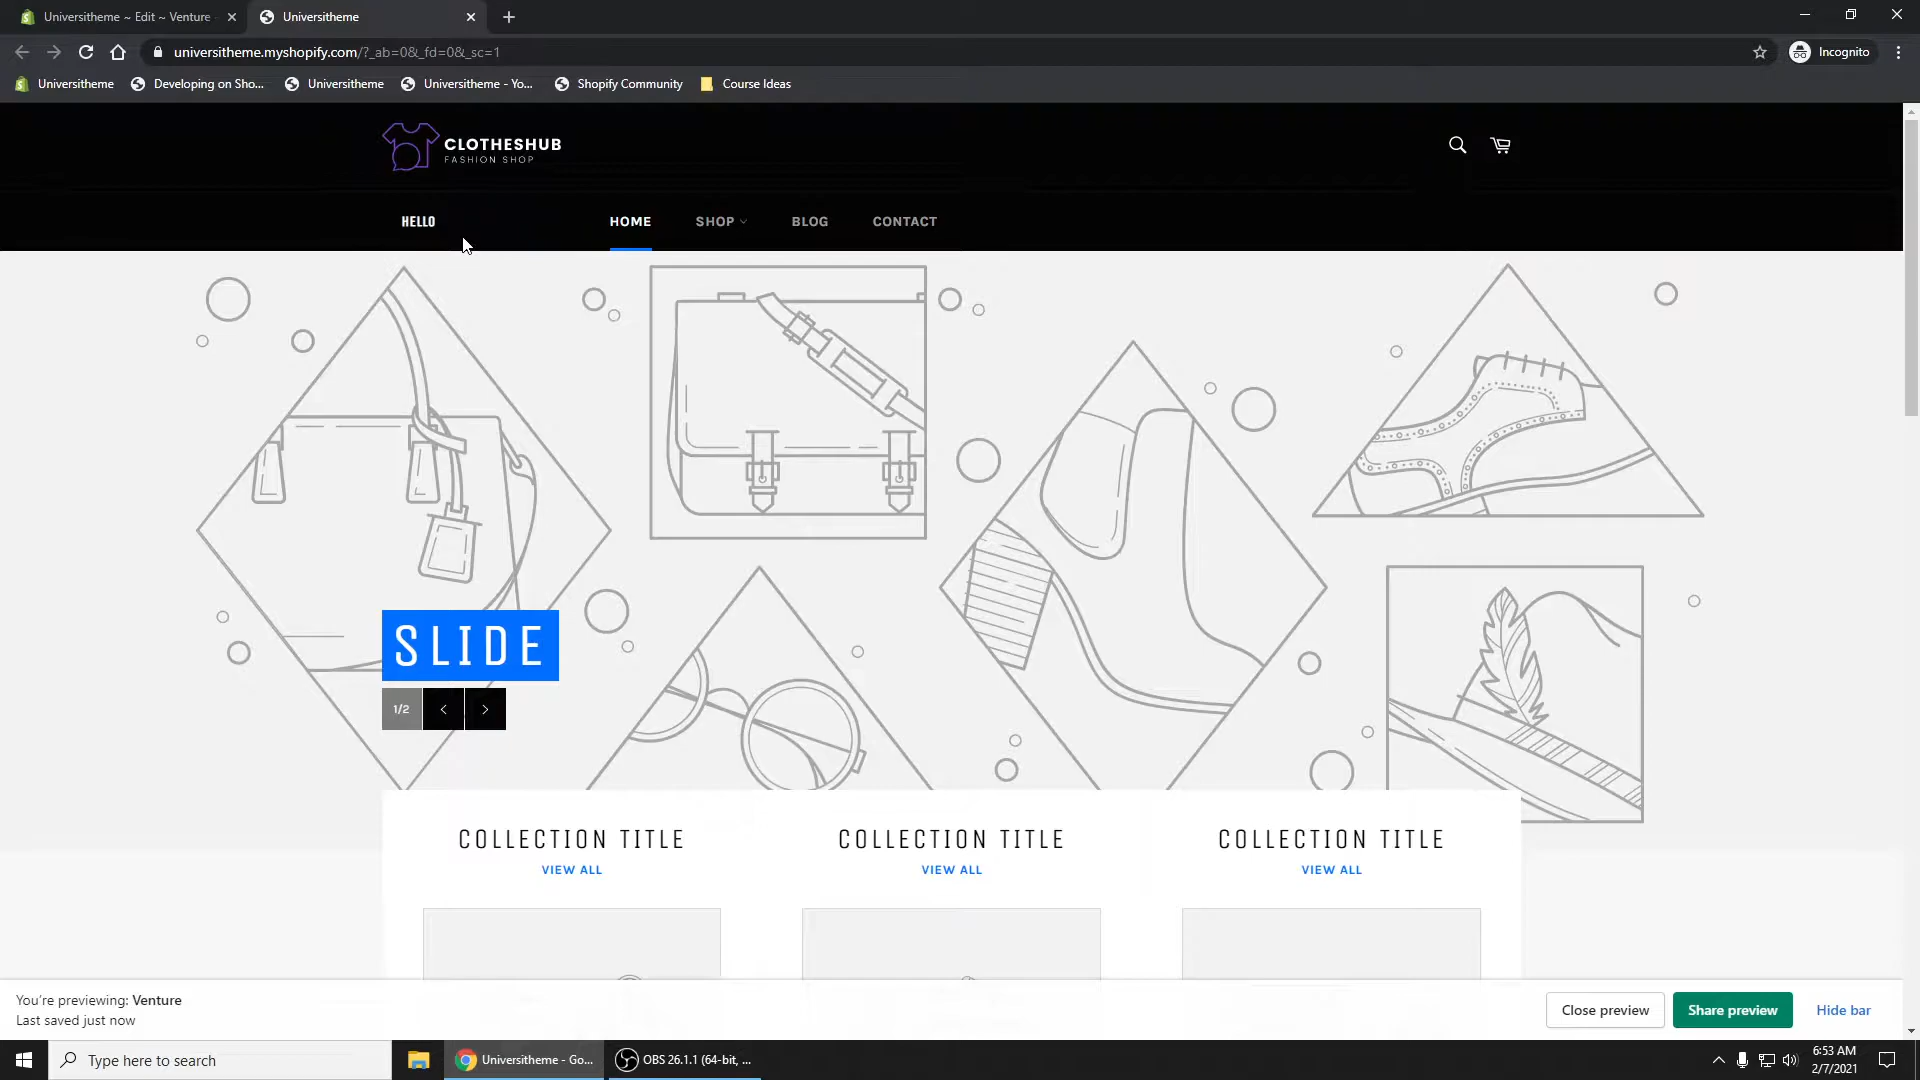 Universitheme ~ Edit ~ Venture
Universitheme
universitheme.myshopify.com/?_ab=0&_fd=0&_sc=1
Incognito
Universitheme
Developing on Sho...
Universitheme
Universitheme - Yo...
Shopify Community
Course Ideas
CLOTHESHUB
FASHION SHOP
HELLO
HOME
SHOP
BLOG
CONTACT
SLIDE
1/2
COLLECTION TITLE
COLLECTION TITLE
COLLECTION TITLE
VIEW ALL
VIEW ALL
VIEW ALL
You're previewing: Venture
Last saved just now
Close preview
Share preview
Hide bar
Type here to search
Universitheme - Go...
OBS 26.1.1 (64-bit, ...
6:53 AM
2/7/2021